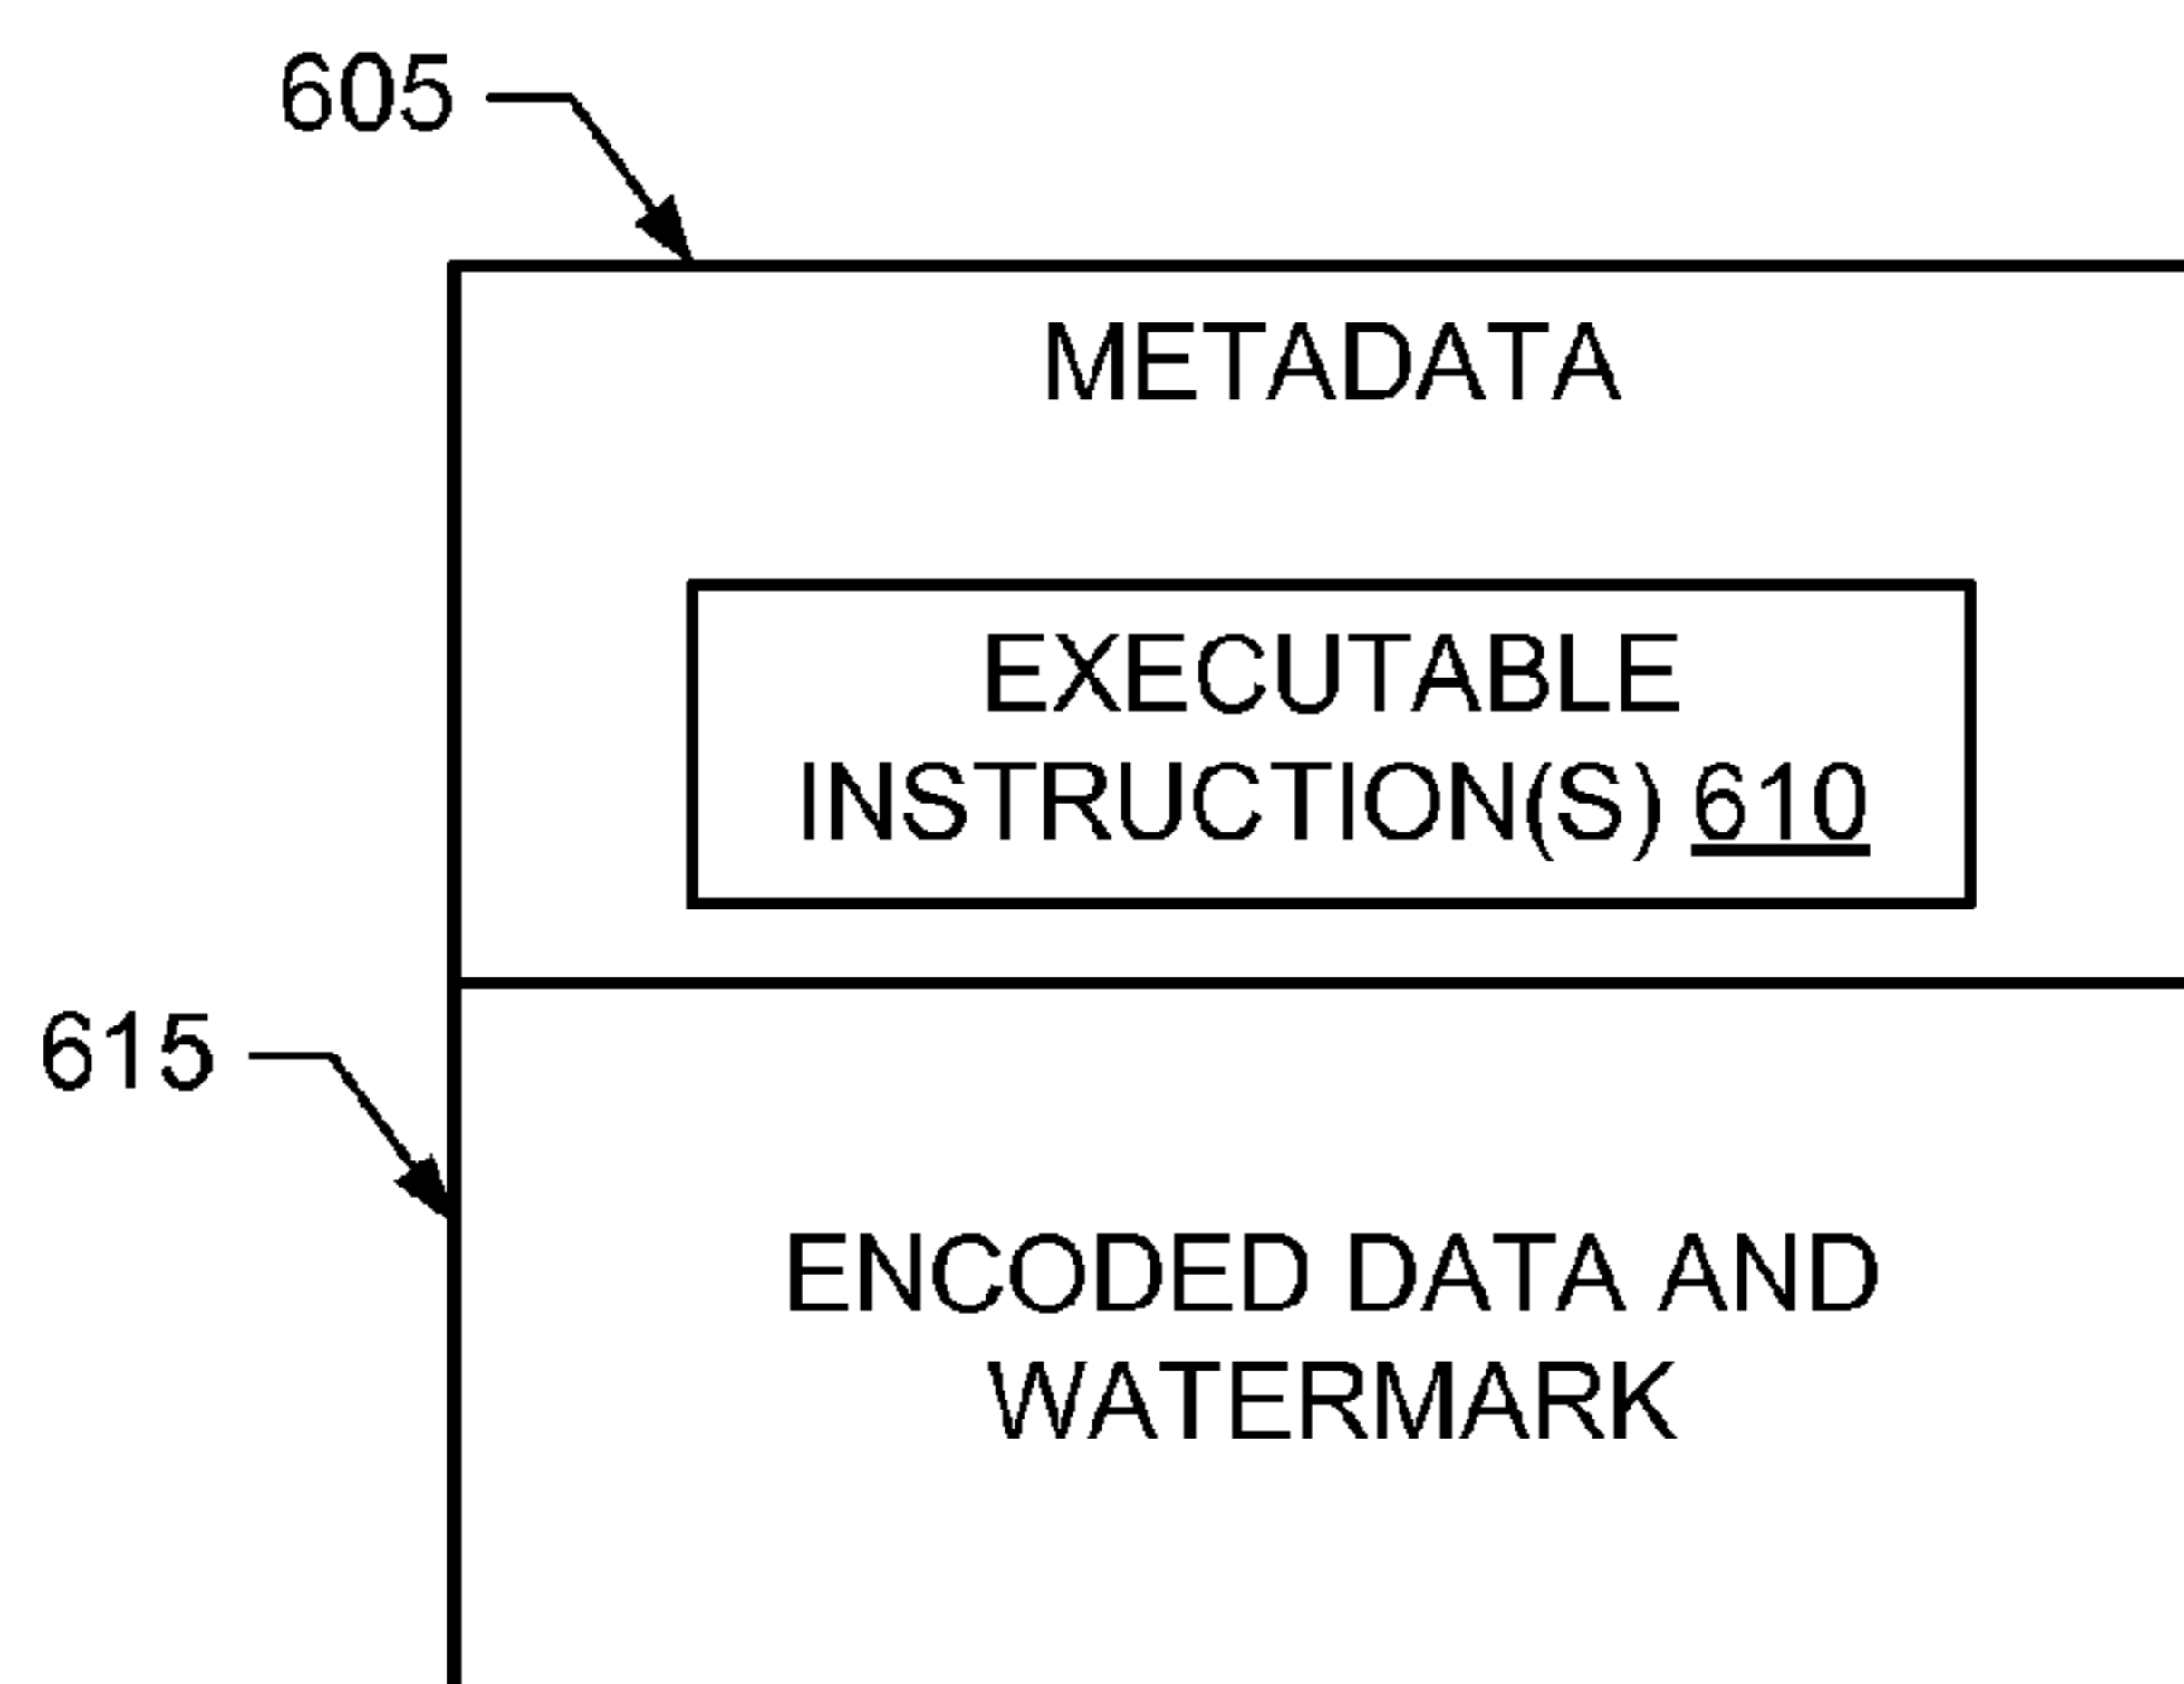 605
METADATA
EXECUTABLE
INSTRUCTION(S) 610
615
ENCODED DATA AND
WATERMARK